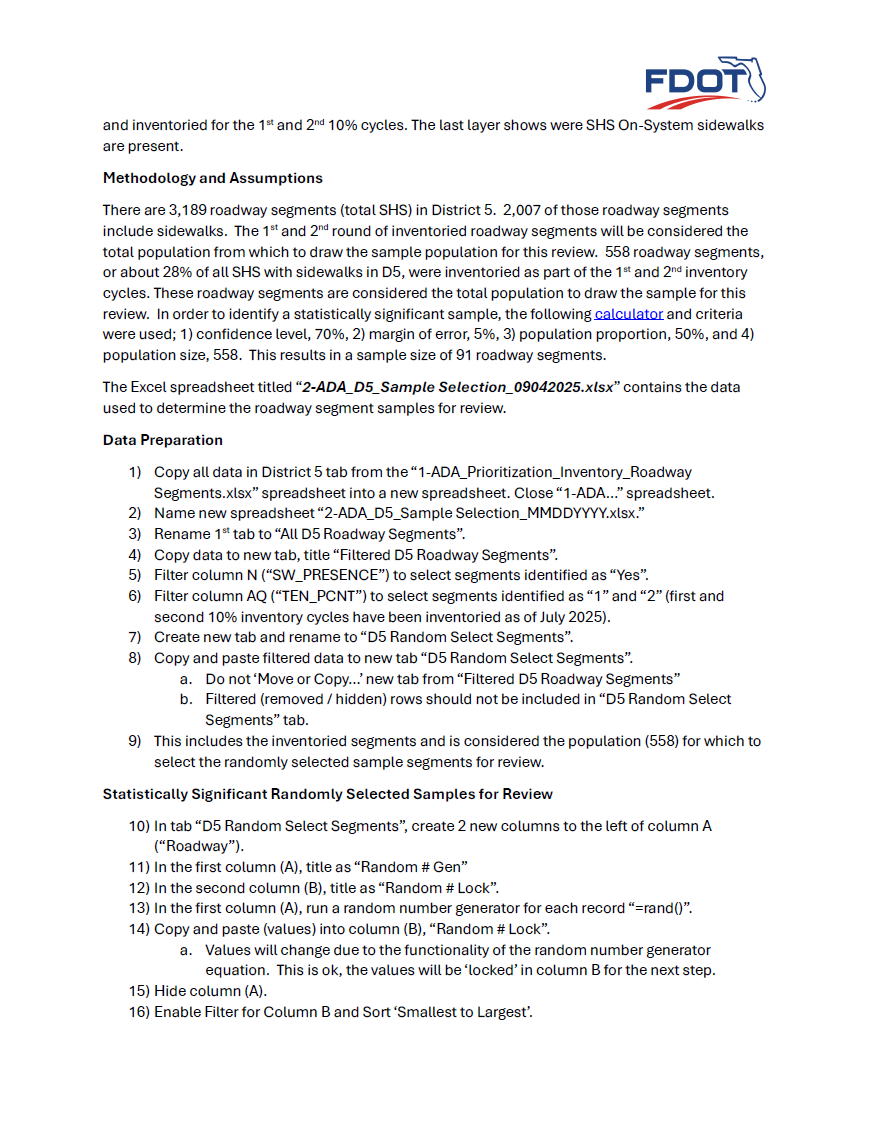 FDOT
and inventoried for the 1st and 2nd 10% cycles. The last layer shows were SHS On-System sidewalks
are present.
Methodology and Assumptions
There are 3,189 roadway segments (total SHS) in District 5.  2,007 of those roadway segments
include sidewalks.  The 1st and 2nd round of inventoried roadway segments will be considered the
total population from which to draw the sample population for this review.  558 roadway segments,
or about 28% of all SHS with sidewalks in D5, were inventoried as part of the 1st and 2nd inventory
cycles. These roadway segments are considered the total population to draw the sample for this
review.  In order to identify a statistically significant sample, the following calculator and criteria
were used; 1) confidence level, 70%, 2) margin of error, 5%, 3) population proportion, 50%, and 4)
population size, 558.  This results in a sample size of 91 roadway segments.
The Excel spreadsheet titled “2-ADA_D5_Sample Selection_09042025.xlsx” contains the data
used to determine the roadway segment samples for review.
Data Preparation
1) Copy all data in District 5 tab from the “1-ADA_Prioritization_Inventory_Roadway
Segments.xlsx” spreadsheet into a new spreadsheet. Close “1-ADA…” spreadsheet.
2) Name new spreadsheet “2-ADA_D5_Sample Selection_MMDDYYYY.xlsx.”
3) Rename 1st tab to “All D5 Roadway Segments”.
4) Copy data to new tab, title “Filtered D5 Roadway Segments”.
5) Filter column N (“SW_PRESENCE”) to select segments identified as “Yes”.
6) Filter column AQ (“TEN_PCNT”) to select segments identified as “1” and “2” (first and
second 10% inventory cycles have been inventoried as of July 2025).
7) Create new tab and rename to “D5 Random Select Segments”.
8) Copy and paste filtered data to new tab “D5 Random Select Segments”.
a. Do not ‘Move or Copy…’ new tab from “Filtered D5 Roadway Segments”
b. Filtered (removed / hidden) rows should not be included in “D5 Random Select
Segments” tab.
9) This includes the inventoried segments and is considered the population (558) for which to
select the randomly selected sample segments for review.
Statistically Significant Randomly Selected Samples for Review
10) In tab “D5 Random Select Segments”, create 2 new columns to the left of column A
(“Roadway”).
11) In the first column (A), title as “Random # Gen”
12) In the second column (B), title as “Random # Lock”.
13) In the first column (A), run a random number generator for each record “=rand()”.
14) Copy and paste (values) into column (B), “Random # Lock”.
a. Values will change due to the functionality of the random number generator
equation.  This is ok, the values will be ‘locked’ in column B for the next step.
15) Hide column (A).
16) Enable Filter for Column B and Sort ‘Smallest to Largest’.